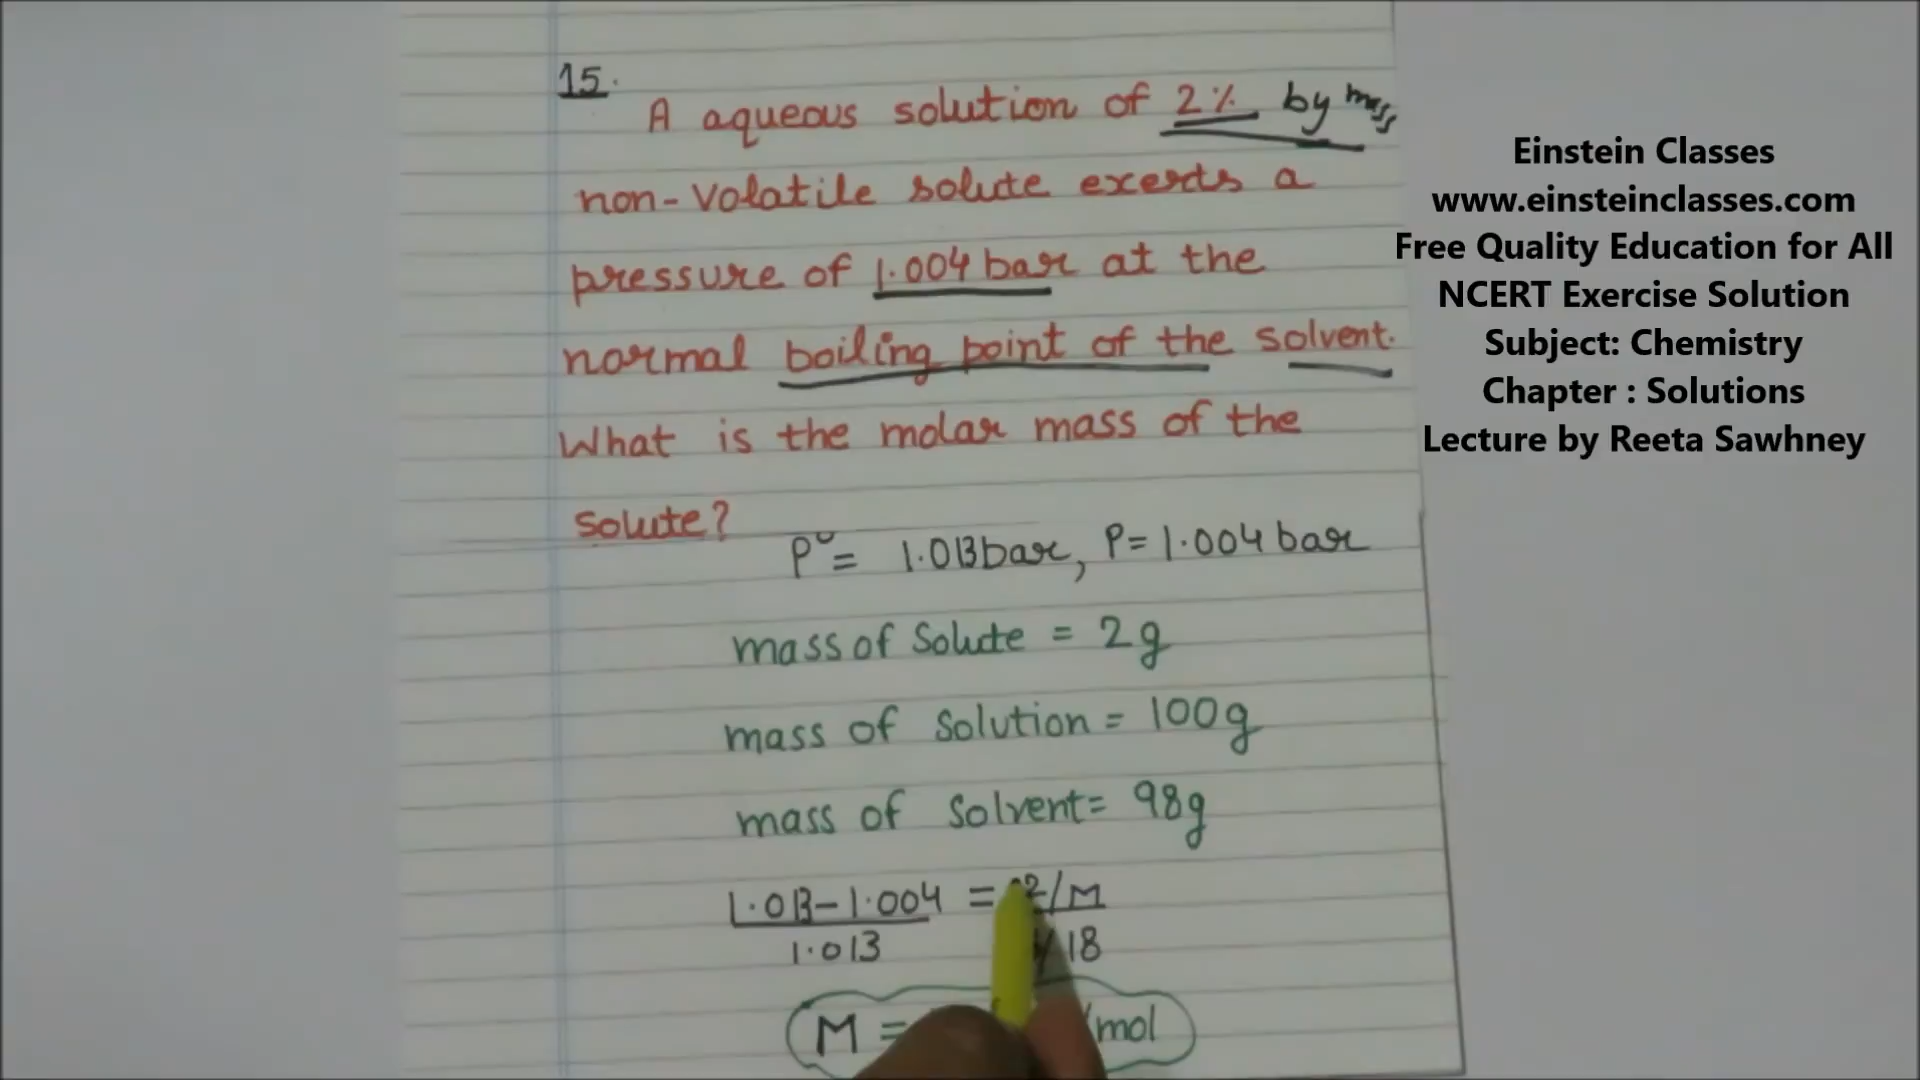 15.
A aqueous solution of 2% by mass
non-volatile solute exerts a
pressure of 1.004 bar at the
normal boiling point of the solvent.
What is the molar mass of the
solute?
P° = 1.013bar, P = 1.004 bar
mass of Solute = 2g
mass of Solution = 100g
mass of Solvent = 98g
1.013 - 1.004 = 2/M
1.013 /18
M = /mol
Einstein Classes
www.einsteinclasses.com
Free Quality Education for All
NCERT Exercise Solution
Subject: Chemistry
Chapter : Solutions
Lecture by Reeta Sawhney